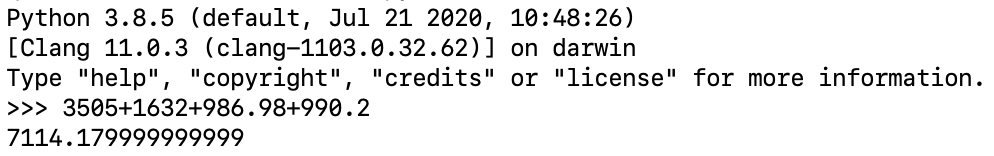 Python 3.8.5 (default, Jul 21 2020, 10:48:26)
[Clang 11.0.3 (clang-1103.0.32.62)] on darwin
Type "help", "copyright", "credits" or "license" for more information.
>>> 3505+1632+986.98+990.2
7114.179999999999